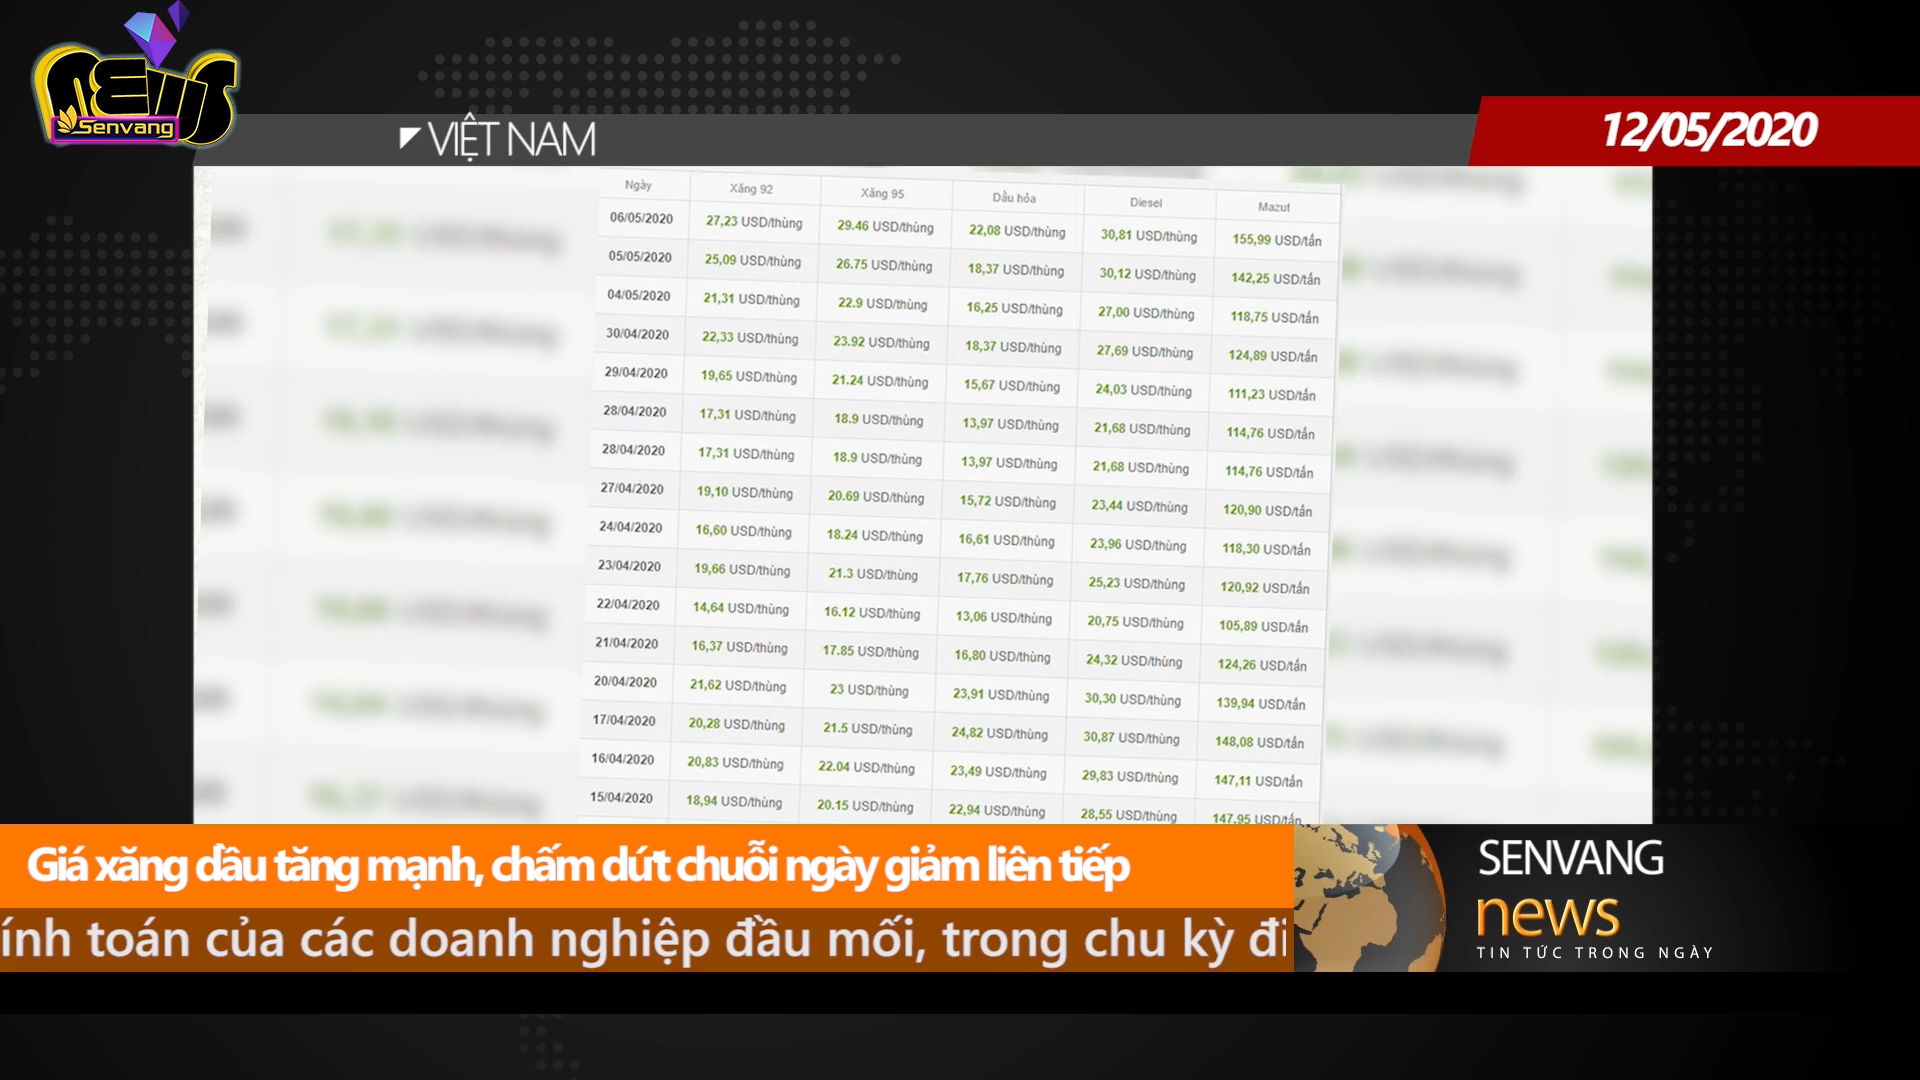 NEWS
Senvang
VIỆT NAM
12/05/2020
Ngày Xăng 92 Xăng 95 Dầu hỏa Diesel Mazut
06/05/2020 27,23 USD/thùng 29.46 USD/thùng 22,08 USD/thùng 30,81 USD/thùng 155,99 USD/tấn
05/05/2020 25,09 USD/thùng 26.75 USD/thùng 18,37 USD/thùng 30,12 USD/thùng 142,25 USD/tấn
04/05/2020 21,31 USD/thùng 22.9 USD/thùng 16,25 USD/thùng 27,00 USD/thùng 118,75 USD/tấn
30/04/2020 22,33 USD/thùng 23.92 USD/thùng 18,37 USD/thùng 27,69 USD/thùng 124,89 USD/tấn
29/04/2020 19,65 USD/thùng 21.24 USD/thùng 15,67 USD/thùng 24,03 USD/thùng 111,23 USD/tấn
28/04/2020 17,31 USD/thùng 18.9 USD/thùng 13,97 USD/thùng 21,68 USD/thùng 114,76 USD/tấn
28/04/2020 17,31 USD/thùng 18.9 USD/thùng 13,97 USD/thùng 21,68 USD/thùng 114,76 USD/tấn
27/04/2020 19,10 USD/thùng 20.69 USD/thùng 15,72 USD/thùng 23,44 USD/thùng 120,90 USD/tấn
24/04/2020 16,60 USD/thùng 18.24 USD/thùng 16,61 USD/thùng 23,96 USD/thùng 118,30 USD/tấn
23/04/2020 19,66 USD/thùng 21.3 USD/thùng 17,76 USD/thùng 25,23 USD/thùng 120,92 USD/tấn
22/04/2020 14,64 USD/thùng 16.12 USD/thùng 13,06 USD/thùng 20,75 USD/thùng 105,89 USD/tấn
21/04/2020 16,37 USD/thùng 17.85 USD/thùng 16,80 USD/thùng 24,32 USD/thùng 124,26 USD/tấn
20/04/2020 21,62 USD/thùng 23 USD/thùng 23,91 USD/thùng 30,30 USD/thùng 139,94 USD/tấn
17/04/2020 20,28 USD/thùng 21.5 USD/thùng 24,82 USD/thùng 30,87 USD/thùng 148,08 USD/tấn
16/04/2020 20,83 USD/thùng 22.04 USD/thùng 23,49 USD/thùng 29,83 USD/thùng 147,11 USD/tấn
15/04/2020 18,94 USD/thùng 20.15 USD/thùng 22,94 USD/thùng 28,55 USD/thùng 147,95 USD/tấn
Giá xăng dầu tăng mạnh, chấm dứt chuỗi ngày giảm liên tiếp
ính toán của các doanh nghiệp đầu mối, trong chu kỳ đi
SENVANG
news
TIN TỨC TRONG NGÀY